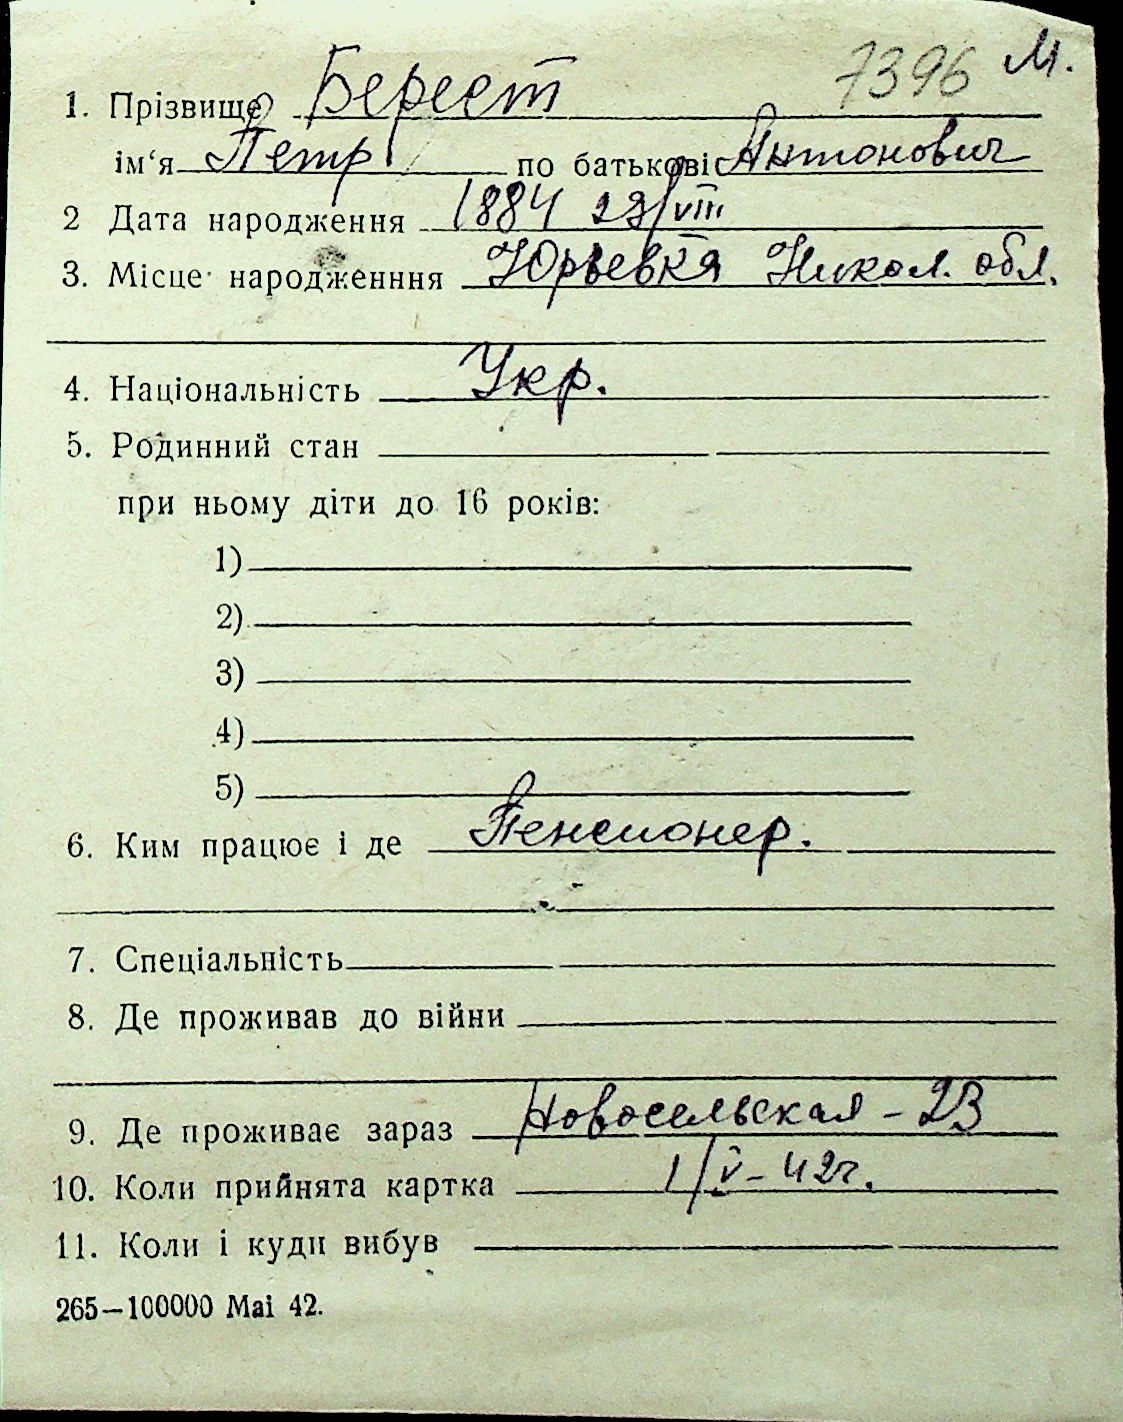 7396 М.
1. Прізвище Берест
ім‘я Петр по батькові Антонович
2 Дата народження 1884 29/VIII
3. Місце народженння Юрьевка Никол. обл.
4. Національність Укр.
5. Родинний стан
при ньому діти до 16 років:
1)
2)
3)
4)
5)
6. Ким працює і де Пенсионер.
7. Спеціальність
8. Де проживав до війни
9. Де проживає зараз Новосельская - 23
10. Коли прийнята картка 1/V - 42г.
11. Коли і куди вибув
265—100000 Mai 42.